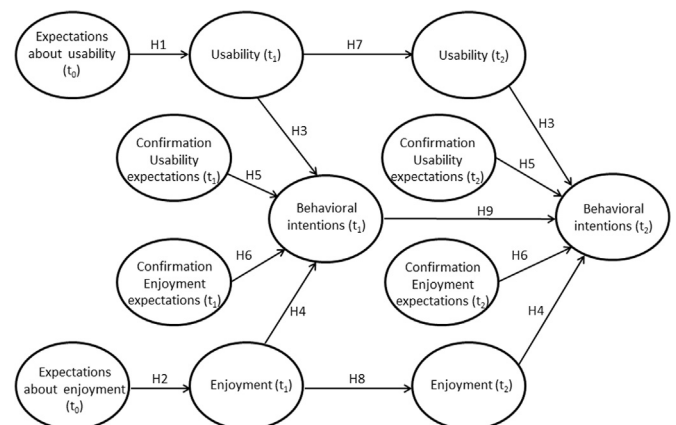 Expectations
about usability
(t0)
H1
Usability (t1)
H7
Usability (t2)
H3
H3
Confirmation
Usability
expectations (t1)
H5
Confirmation
Usability
expectations (t2)
H5
Behavioral
intentions (t1)
H9
Behavioral
intentions (t2)
H6
Confirmation
Enjoyment
expectations (t1)
H6
Confirmation
Enjoyment
expectations (t2)
H4
H4
Expectations
about enjoyment
(t0)
H2
Enjoyment (t1)
H8
Enjoyment (t2)